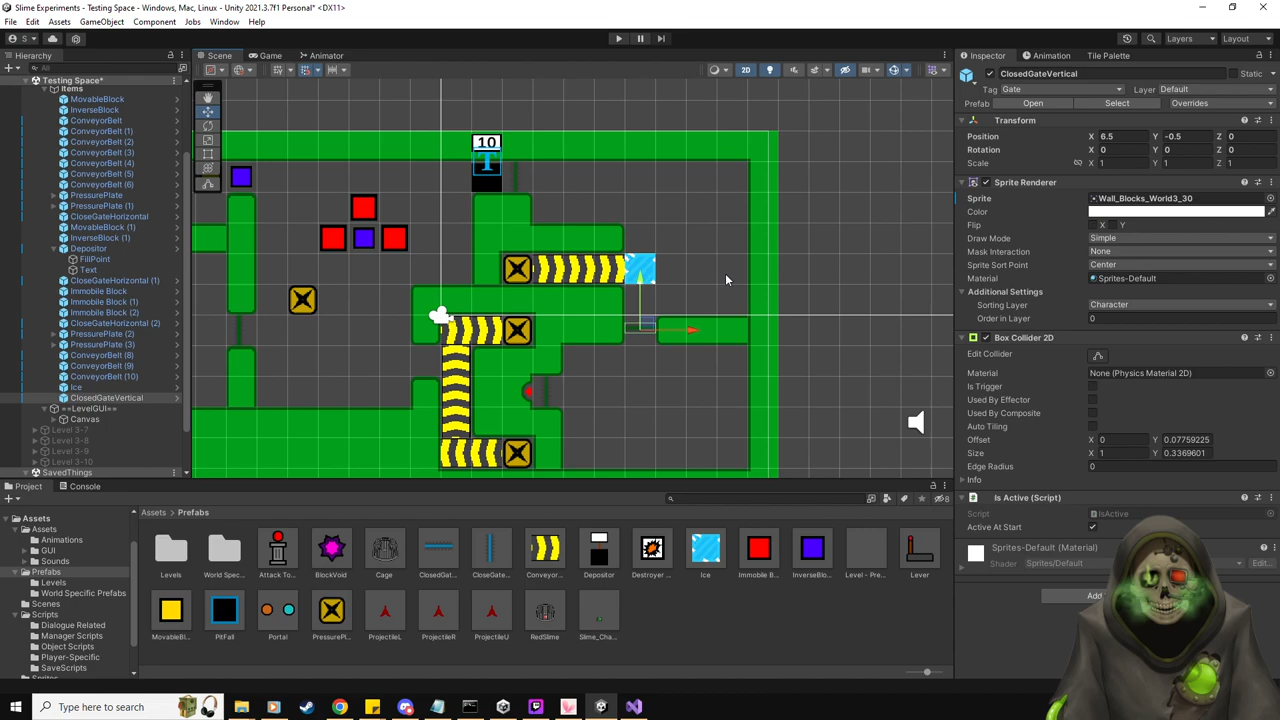 Slime Experiments - Testing Space - Windows, Mac, Linux - Unity 2021.3.7f1 Personal* <DX11>
File Edit Assets GameObject Component Jobs Window Help
S
Layers Layout
Hierarchy
All
Testing Space*
Items
MovableBlock
InverseBlock
ConveyorBelt
ConveyorBelt (1)
ConveyorBelt (2)
ConveyorBelt (3)
ConveyorBelt (4)
ConveyorBelt (5)
ConveyorBelt (6)
PressurePlate
PressurePlate (1)
CloseGateHorizontal
MovableBlock (1)
InverseBlock (1)
Depositor
FillPoint
Text
CloseGateHorizontal (1)
Immobile Block
Immobile Block (1)
Immobile Block (2)
CloseGateHorizontal (2)
PressurePlate (2)
PressurePlate (3)
ConveyorBelt (8)
ConveyorBelt (9)
ConveyorBelt (10)
Ice
ClosedGateVertical
==LevelGUI==
Canvas
Level 3-7
Level 3-8
Level 3-9
Level 3-10
SavedThings
Scene Game Animator
2D
10
T
Inspector Animation Tile Palette
ClosedGateVertical Static
Tag Gate Layer Default
Prefab Open Select Overrides
Transform
Position X 6.5 Y -0.5 Z 0
Rotation X 0 Y 0 Z 0
Scale X 1 Y 1 Z 1
Sprite Renderer
Sprite Wall_Blocks_World3_30
Color
Flip X Y
Draw Mode Simple
Mask Interaction None
Sprite Sort Point Center
Material Sprites-Default
Additional Settings
Sorting Layer Character
Order in Layer 0
Box Collider 2D
Edit Collider
Material None (Physics Material 2D)
Is Trigger
Used By Effector
Used By Composite
Auto Tiling
Offset X 0 Y 0.07759225
Size X 1 Y 0.3369601
Edge Radius 0
Info
Is Active (Script)
Script IsActive
Active At Start
Sprites-Default (Material)
Shader Sprites/Default Edit...
Project Console
8
Assets
Assets
Animations
GUI
Sounds
Prefabs
Levels
World Specific Prefabs
Scenes
Scripts
Dialogue Related
Manager Scripts
Object Scripts
Player-Specific
SaveScripts
Assets > Prefabs
Levels World Spec... Attack To... BlockVoid Cage ClosedGat... CloseGate... Conveyor... Depositor Destroyer ... Ice Immobile B... InverseBlo... Level - Pre... Lever
MovableBl... PitFall Portal PressurePl... ProjectileL ProjectileR ProjectileU RedSlime Slime_Cha...
Type here to search